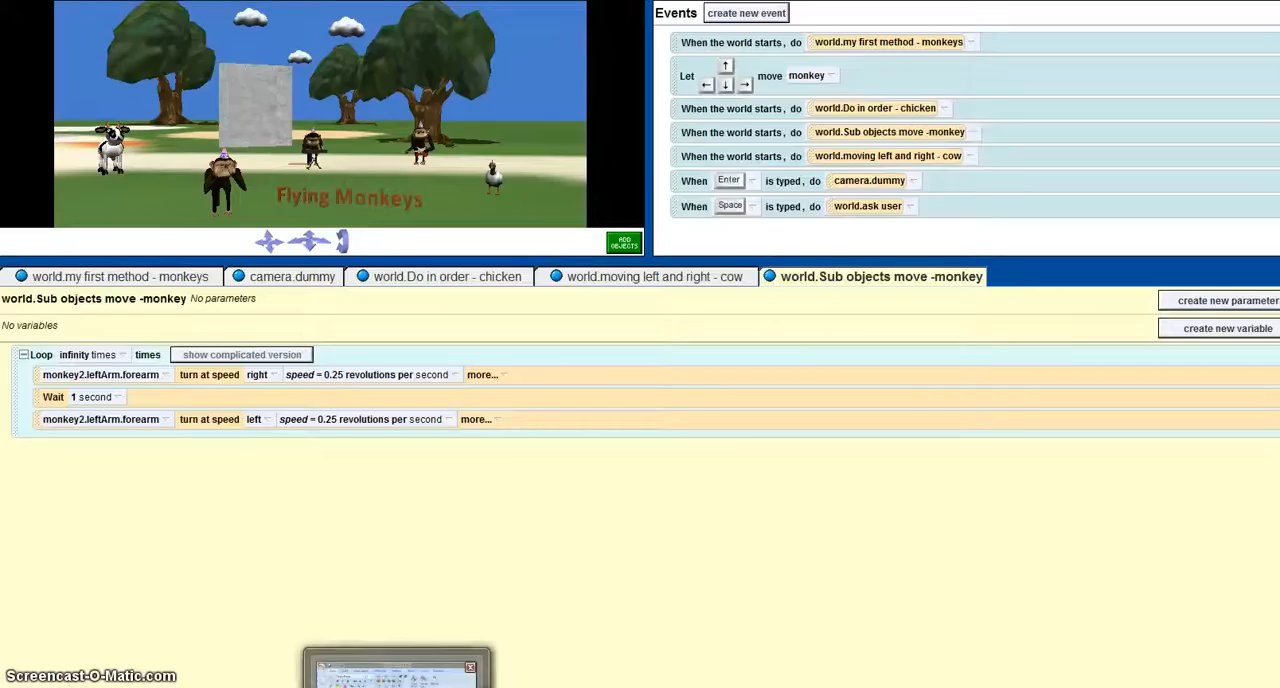 Flying Monkeys
ADD
OBJECTS
Events create new event
When the world starts, do world.my first method - monkeys
Let ↑ ← ↓ → move monkey
When the world starts, do world.Do in order - chicken
When the world starts, do world.Sub objects move -monkey
When the world starts, do world.moving left and right - cow
When Enter is typed, do camera.dummy
When Space is typed, do world.ask user
world.my first method - monkeys camera.dummy world.Do in order - chicken world.moving left and right - cow world.Sub objects move -monkey
world.Sub objects move -monkey No parameters
create new parameter
No variables
create new variable
Loop infinity times times show complicated version
monkey2.leftArm.forearm turn at speed right speed = 0.25 revolutions per second more...
Wait 1 second
monkey2.leftArm.forearm turn at speed left speed = 0.25 revolutions per second more...
Screencast-O-Matic.com